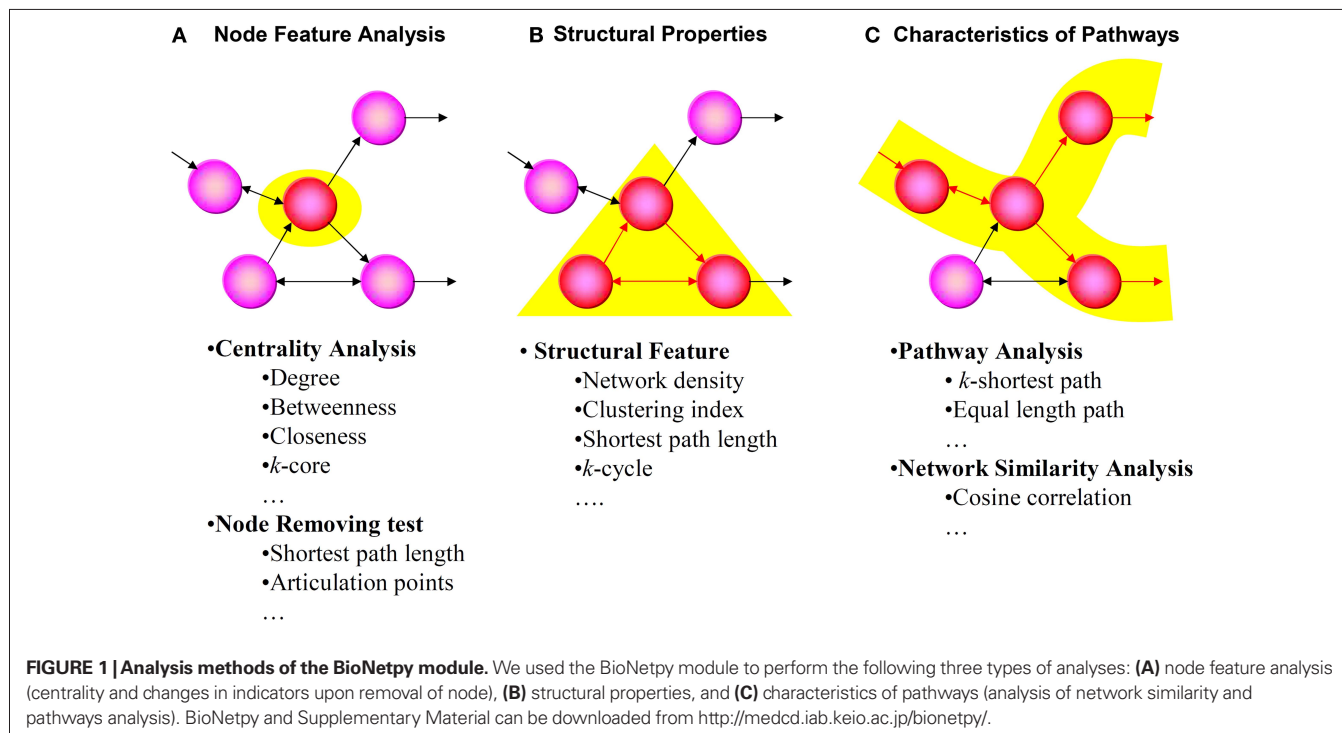 A Node Feature Analysis
B Structural Properties
C Characteristics of Pathways
•Centrality Analysis
•Degree
•Betweenness
•Closeness
•k-core
…
•Node Removing test
•Shortest path length
•Articulation points
…
• Structural Feature
•Network density
•Clustering index
•Shortest path length
•k-cycle
….
•Pathway Analysis
• k-shortest path
•Equal length path
…
•Network Similarity Analysis
•Cosine correlation
…
FIGURE 1 | Analysis methods of the BioNetpy module. We used the BioNetpy module to perform the following three types of analyses: (A) node feature analysis
(centrality and changes in indicators upon removal of node), (B) structural properties, and (C) characteristics of pathways (analysis of network similarity and
pathways analysis). BioNetpy and Supplementary Material can be downloaded from http://medcd.iab.keio.ac.jp/bionetpy/.